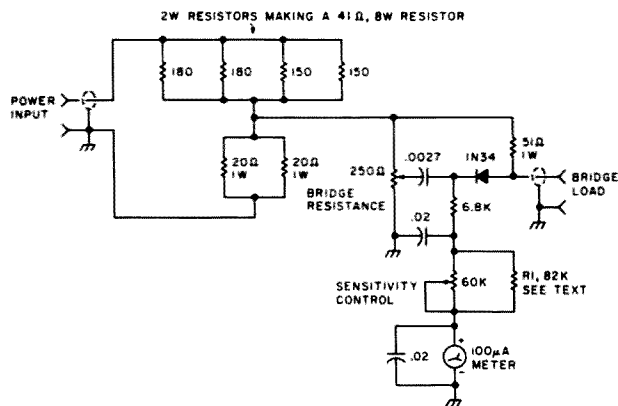 2W RESISTORS MAKING A 41Ω, 8W RESISTOR
180
180
150
150
POWER
INPUT
20Ω
1W
20Ω
1W
250Ω
BRIDGE
RESISTANCE
.0027
1N34
51Ω
1W
BRIDGE
LOAD
6.8K
.02
SENSITIVITY
CONTROL
60K
R1, 82K
SEE TEXT
.02
+
100μA
METER
-